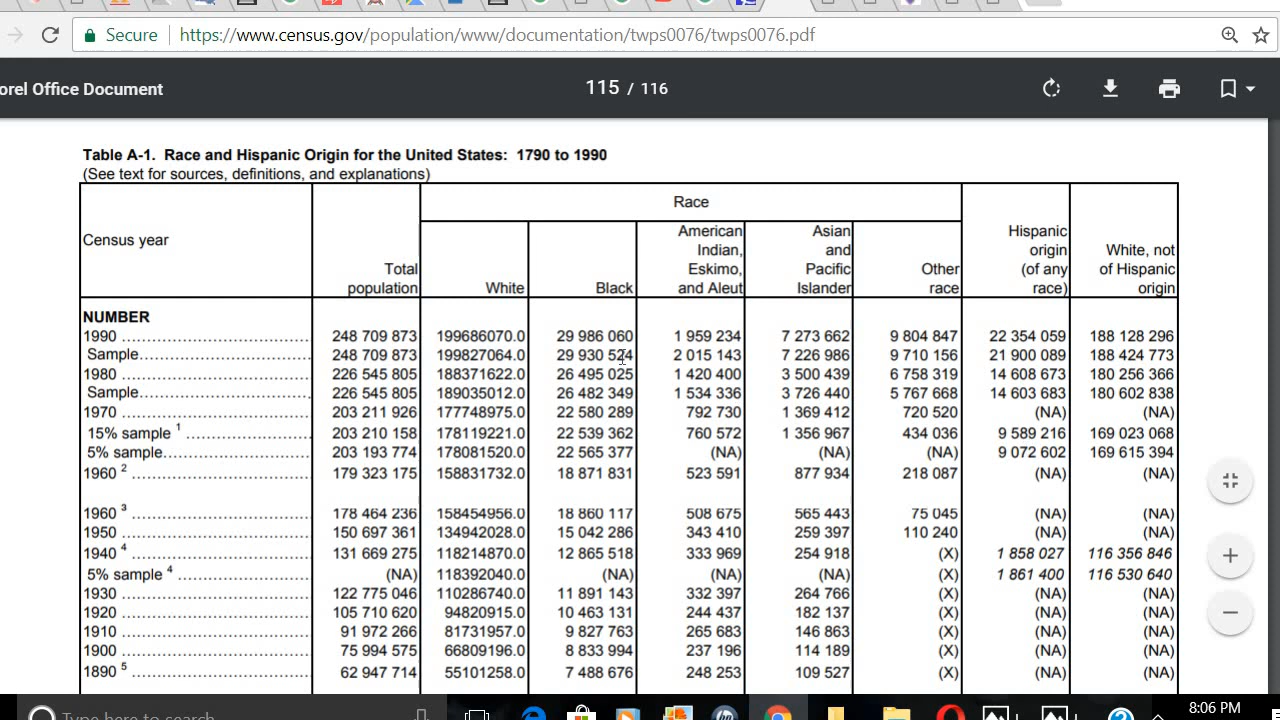 Secure https://www.census.gov/population/www/documentation/twps0076/twps0076.pdf
orel Office Document 115 / 116
Table A-1. Race and Hispanic Origin for the United States: 1790 to 1990
(See text for sources, definitions, and explanations)
Census year Total population Race White Black American Indian, Eskimo, and Aleut Asian and Pacific Islander Other race Hispanic origin (of any race) White, not of Hispanic origin
NUMBER
1990 248 709 873 199686070.0 29 986 060 1 959 234 7 273 662 9 804 847 22 354 059 188 128 296
Sample 248 709 873 199827064.0 29 930 524 2 015 143 7 226 986 9 710 156 21 900 089 188 424 773
1980 226 545 805 188371622.0 26 495 025 1 420 400 3 500 439 6 758 319 14 608 673 180 256 366
Sample 226 545 805 189035012.0 26 482 349 1 534 336 3 726 440 5 767 668 14 603 683 180 602 838
1970 203 211 926 177748975.0 22 580 289 792 730 1 369 412 720 520 (NA) (NA)
15% sample 1 203 210 158 178119221.0 22 539 362 760 572 1 356 967 434 036 9 589 216 169 023 068
5% sample 203 193 774 178081520.0 22 565 377 (NA) (NA) (NA) 9 072 602 169 615 394
1960 2 179 323 175 158831732.0 18 871 831 523 591 877 934 218 087 (NA) (NA)
1960 3 178 464 236 158454956.0 18 860 117 508 675 565 443 75 045 (NA) (NA)
1950 150 697 361 134942028.0 15 042 286 343 410 259 397 110 240 (NA) (NA)
1940 4 131 669 275 118214870.0 12 865 518 333 969 254 918 (X) 1 858 027 116 356 846
5% sample 4 (NA) 118392040.0 (NA) (NA) (NA) (X) 1 861 400 116 530 640
1930 122 775 046 110286740.0 11 891 143 332 397 264 766 (X) (NA) (NA)
1920 105 710 620 94820915.0 10 463 131 244 437 182 137 (X) (NA) (NA)
1910 91 972 266 81731957.0 9 827 763 265 683 146 863 (X) (NA) (NA)
1900 75 994 575 66809196.0 8 833 994 237 196 114 189 (X) (NA) (NA)
1890 5 62 947 714 55101258.0 7 488 676 248 253 109 527 (X) (NA) (NA)
Type here to search 8:06 PM